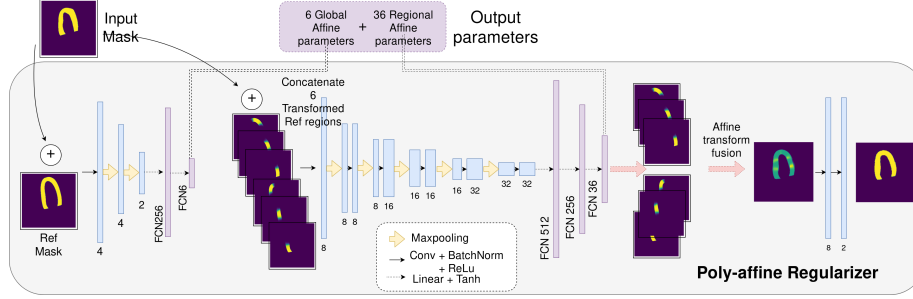 Input
Mask
6 Global
Affine
parameters
+
36 Regional
Affine
parameters
Output
parameters
+
Ref
Mask
4
4
2
FCN256
FCN6
+
Concatenate
6
Transformed
Ref regions
8
8 8
8 16
16 16
16 32
32 32
FCN 512
FCN 256
FCN 36
Affine
transform
fusion
8 2
Maxpooling
Conv + BatchNorm
+ ReLu
Linear + Tanh
Poly-affine Regularizer